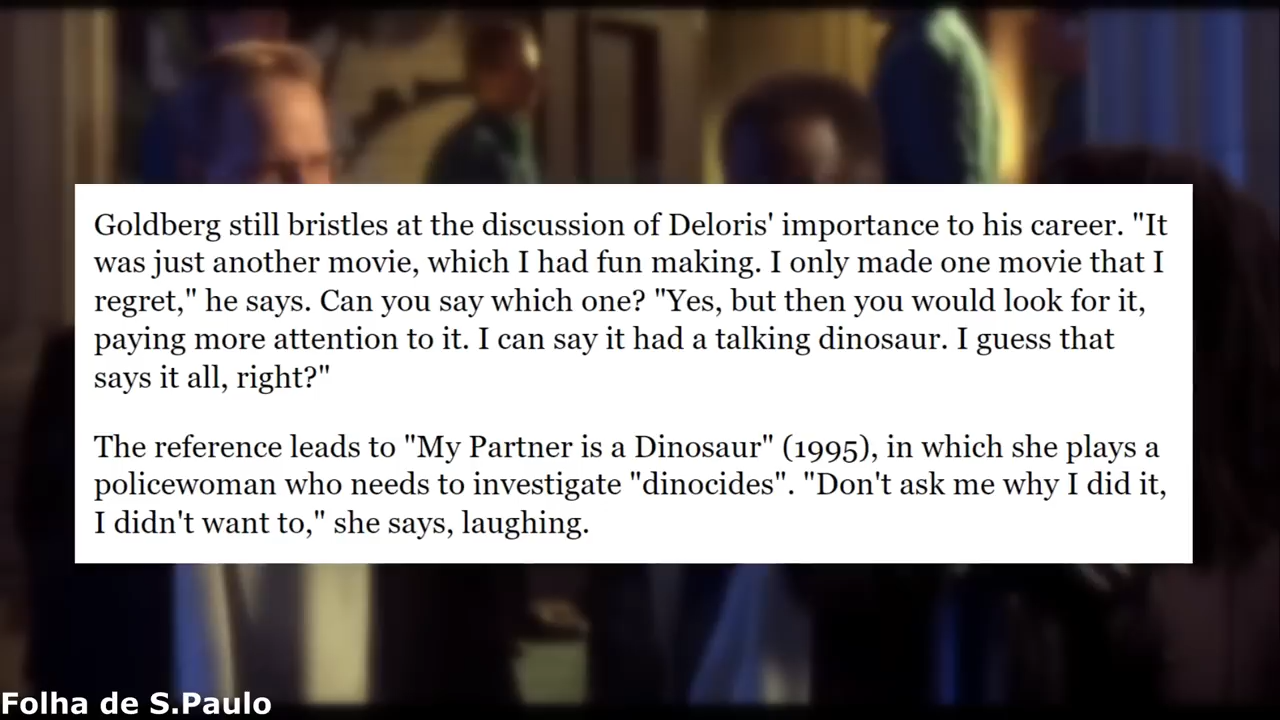 Goldberg still bristles at the discussion of Deloris' importance to his career. "It
was just another movie, which I had fun making. I only made one movie that I
regret," he says. Can you say which one? "Yes, but then you would look for it,
paying more attention to it. I can say it had a talking dinosaur. I guess that
says it all, right?"
The reference leads to "My Partner is a Dinosaur" (1995), in which she plays a
policewoman who needs to investigate "dinocides". "Don't ask me why I did it,
I didn't want to," she says, laughing.
Folha de S.Paulo